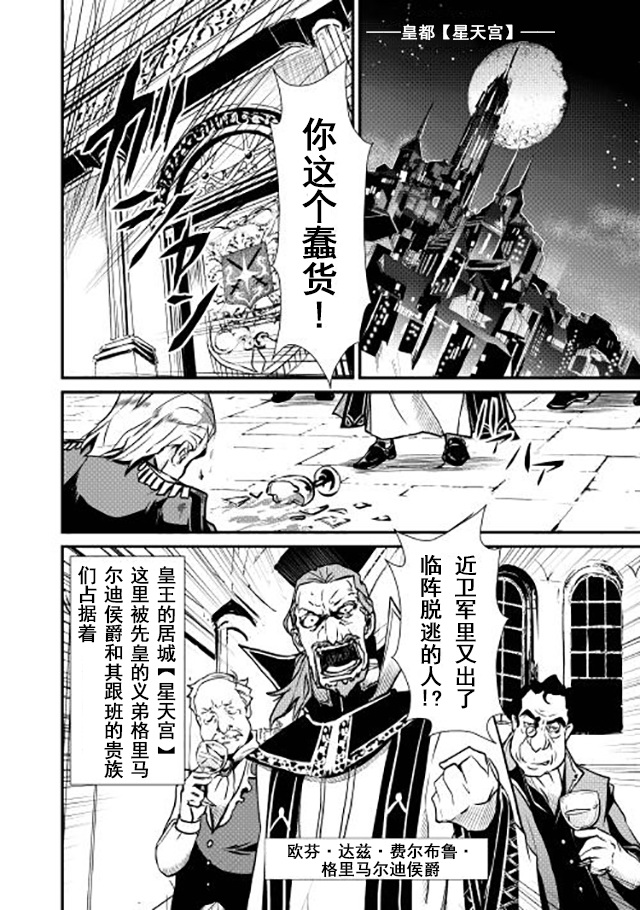 ——皇都【星天宫】——
你这个蠢货！
ガッ
シャァ
近卫军里又出了
临阵脱逃的人!?
皇王的居城【星天宫】
这里被先皇的义弟格里马
尔迪侯爵和其跟班的贵族
们占据着
欧芬·达兹·费尔布鲁·
格里马尔迪侯爵